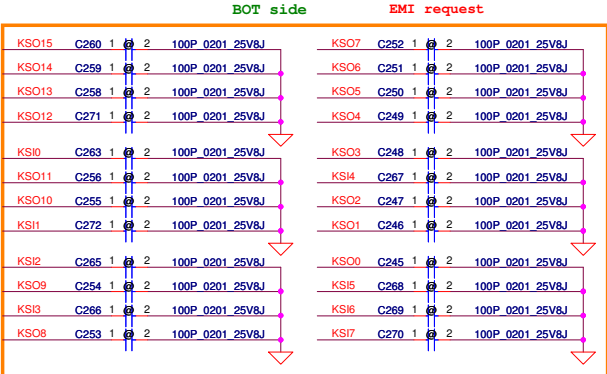 BOT side EMI request
KSO15 C260 1 @ 2 100P_0201_25V8J KSO7 C252 1 @ 2 100P_0201_25V8J
KSO14 C259 1 @ 2 100P_0201_25V8J KSO6 C251 1 @ 2 100P_0201_25V8J
KSO13 C258 1 @ 2 100P_0201_25V8J KSO5 C250 1 @ 2 100P_0201_25V8J
KSO12 C271 1 @ 2 100P_0201_25V8J KSO4 C249 1 @ 2 100P_0201_25V8J
KSI0 C263 1 @ 2 100P_0201_25V8J KSO3 C248 1 @ 2 100P_0201_25V8J
KSO11 C256 1 @ 2 100P_0201_25V8J KSI4 C267 1 @ 2 100P_0201_25V8J
KSO10 C255 1 @ 2 100P_0201_25V8J KSO2 C247 1 @ 2 100P_0201_25V8J
KSI1 C272 1 @ 2 100P_0201_25V8J KSO1 C246 1 @ 2 100P_0201_25V8J
KSI2 C265 1 @ 2 100P_0201_25V8J KSO0 C245 1 @ 2 100P_0201_25V8J
KSO9 C254 1 @ 2 100P_0201_25V8J KSI5 C268 1 @ 2 100P_0201_25V8J
KSI3 C266 1 @ 2 100P_0201_25V8J KSI6 C269 1 @ 2 100P_0201_25V8J
KSO8 C253 1 @ 2 100P_0201_25V8J KSI7 C270 1 @ 2 100P_0201_25V8J